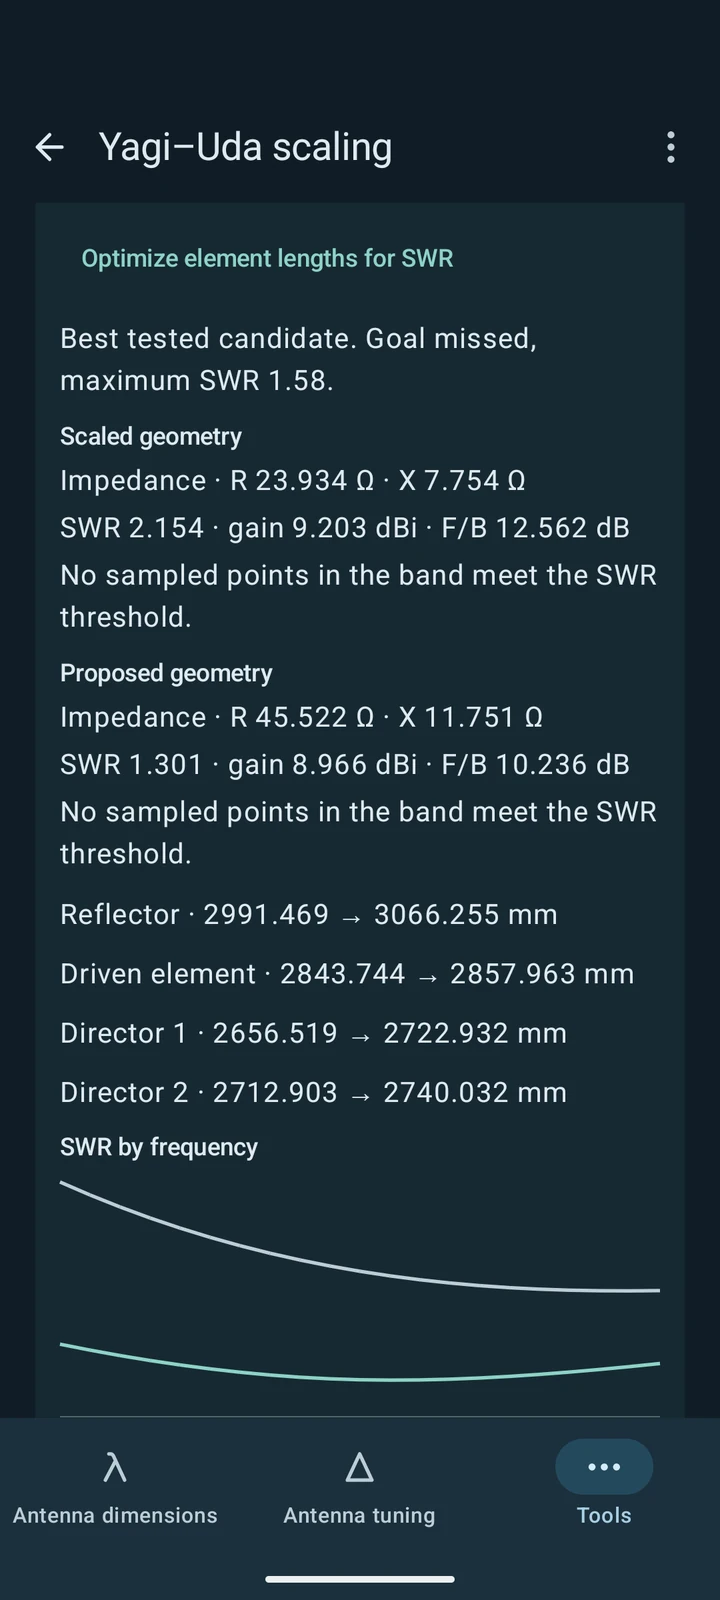 Yagi–Uda scaling
Optimize element lengths for SWR
Best tested candidate. Goal missed,
maximum SWR 1.58.
Scaled geometry
Impedance · R 23.934 Ω · X 7.754 Ω
SWR 2.154 · gain 9.203 dBi · F/B 12.562 dB
No sampled points in the band meet the SWR
threshold.
Proposed geometry
Impedance · R 45.522 Ω · X 11.751 Ω
SWR 1.301 · gain 8.966 dBi · F/B 10.236 dB
No sampled points in the band meet the SWR
threshold.
Reflector · 2991.469 → 3066.255 mm
Driven element · 2843.744 → 2857.963 mm
Director 1 · 2656.519 → 2722.932 mm
Director 2 · 2712.903 → 2740.032 mm
SWR by frequency
λ
Δ
Antenna dimensions
Antenna tuning
Tools